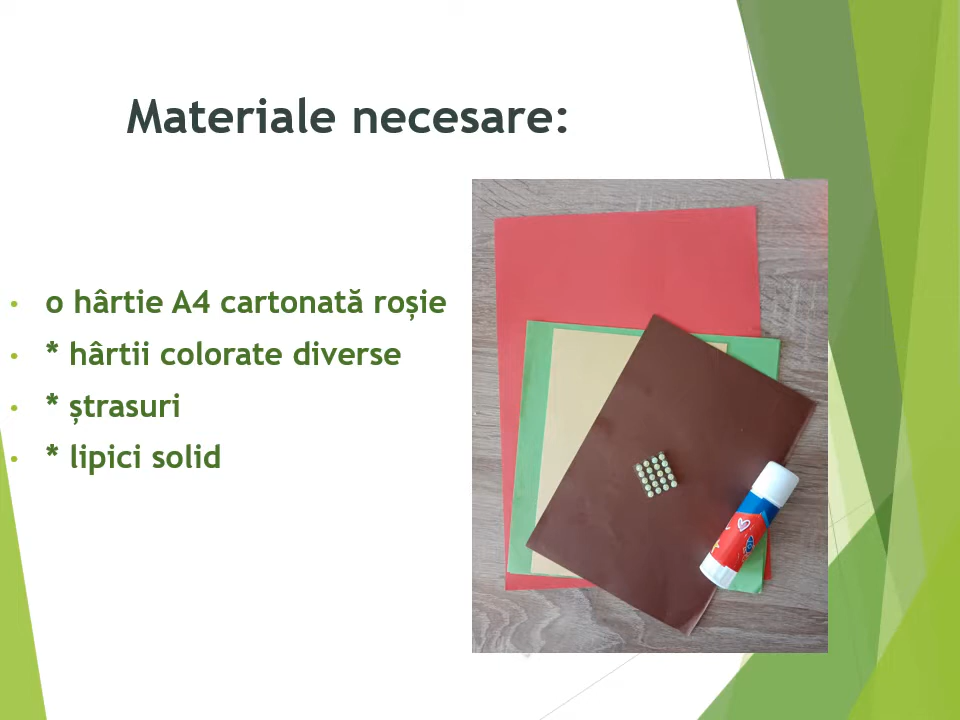 Materiale necesare:
• o hârtie A4 cartonată roșie
• * hârtii colorate diverse
• * ștrasuri
• * lipici solid